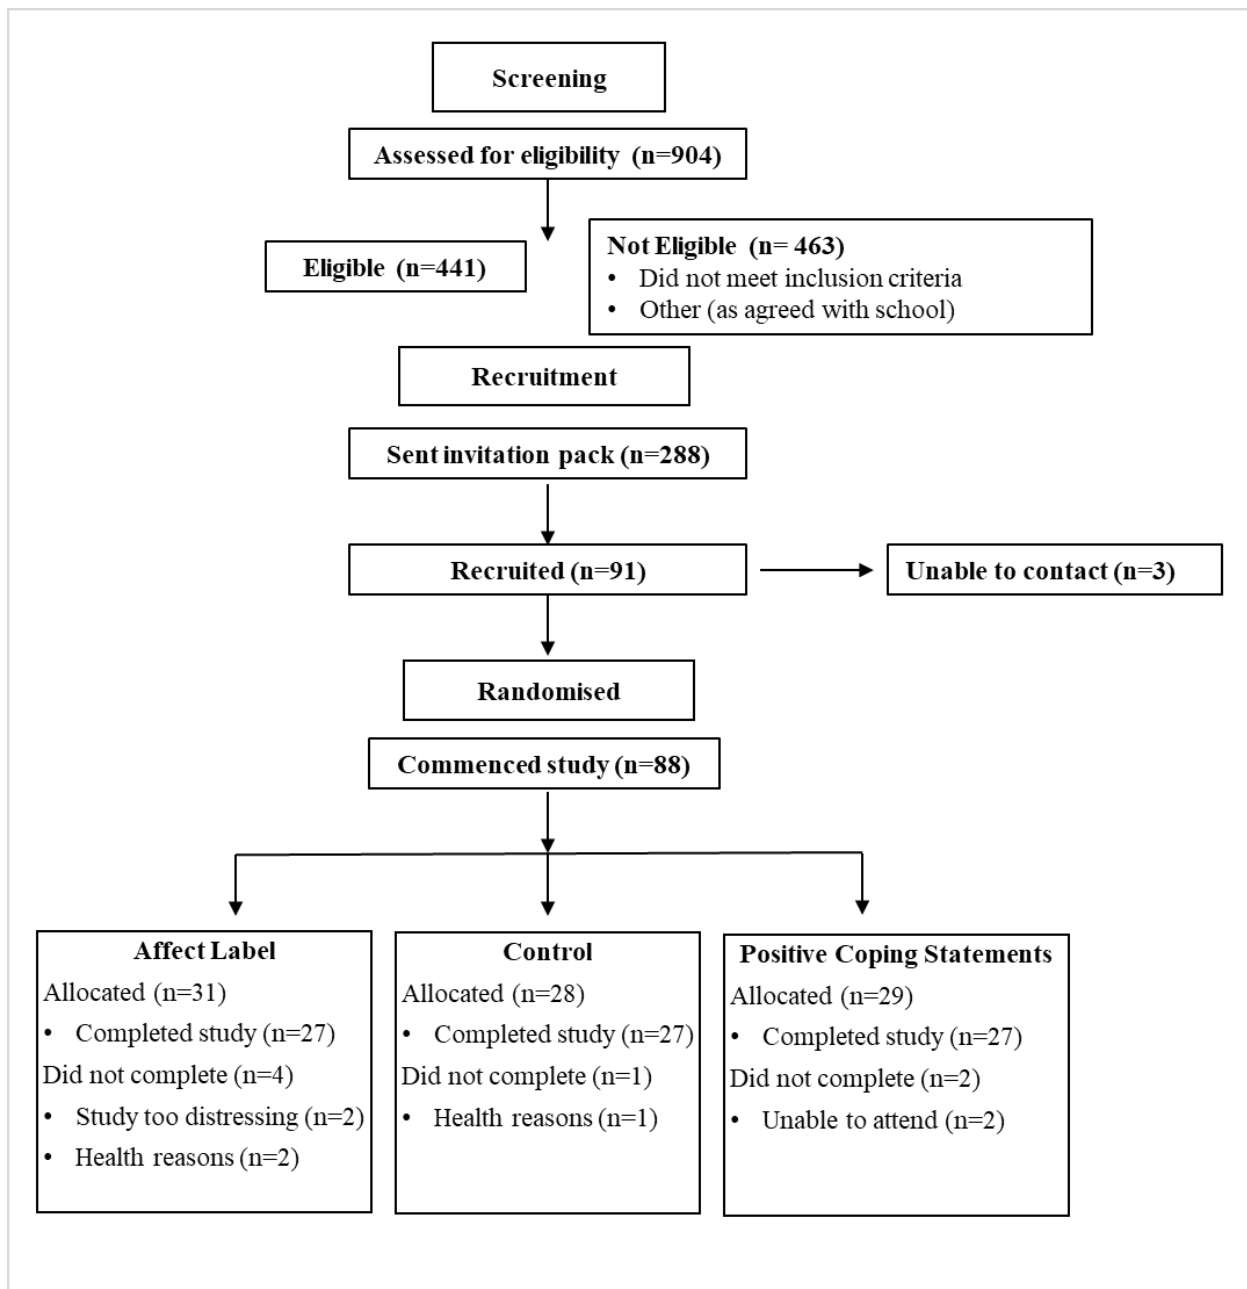 Screening
Assessed for eligibility (n=904)
Eligible (n=441)
Not Eligible (n= 463)
• Did not meet inclusion criteria
• Other (as agreed with school)
Recruitment
Sent invitation pack (n=288)
Recruited (n=91)
Unable to contact (n=3)
Randomised
Commenced study (n=88)
Affect Label
Allocated (n=31)
• Completed study (n=27)
Did not complete (n=4)
• Study too distressing (n=2)
• Health reasons (n=2)
Control
Allocated (n=28)
• Completed study (n=27)
Did not complete (n=1)
• Health reasons (n=1)
Positive Coping Statements
Allocated (n=29)
• Completed study (n=27)
Did not complete (n=2)
• Unable to attend (n=2)